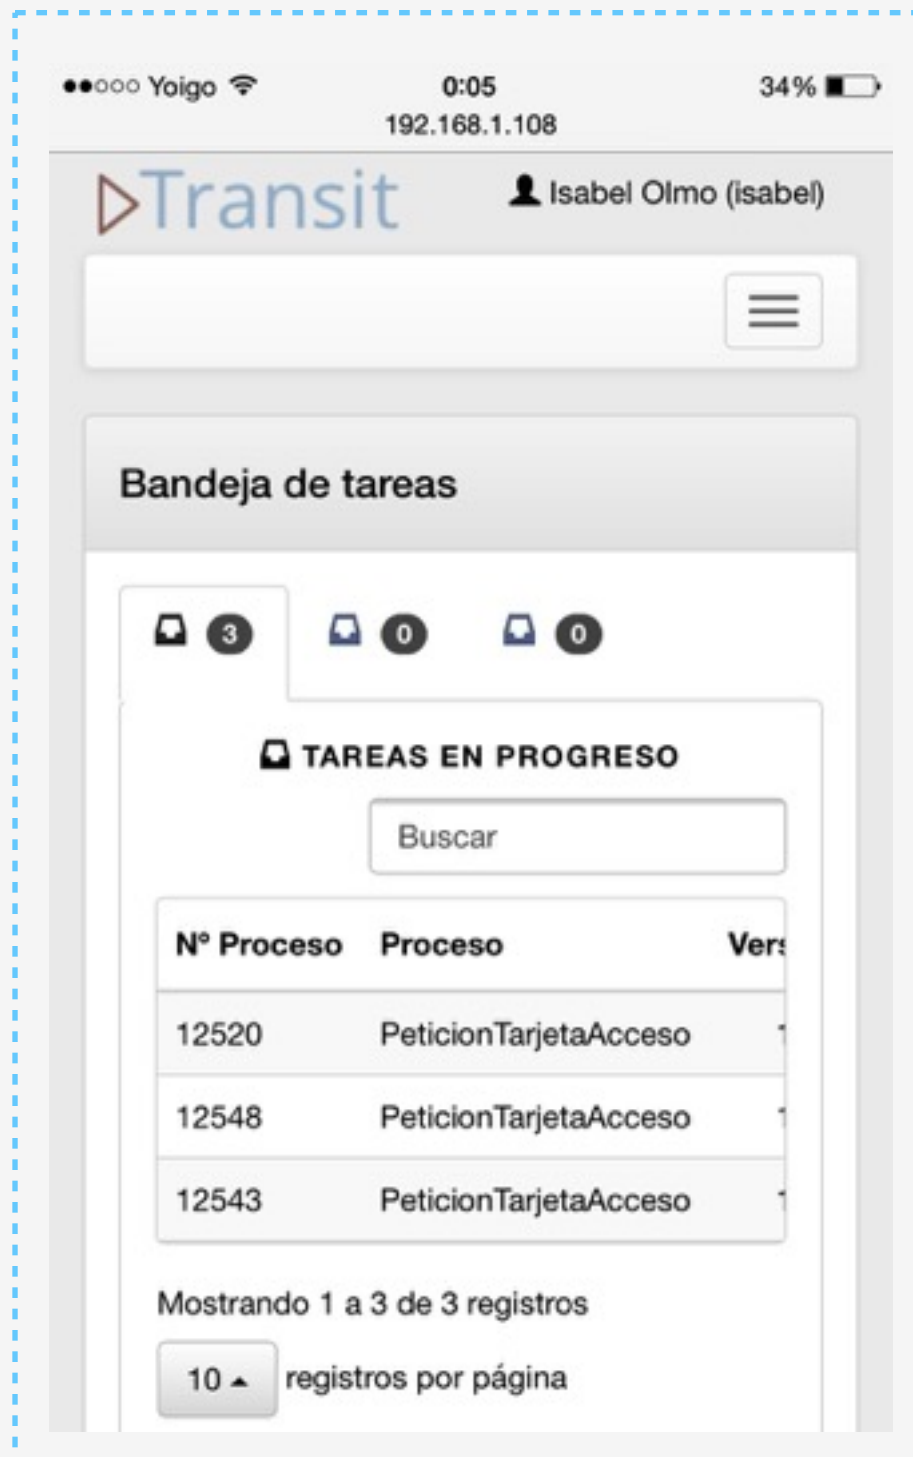 Yoigo 0:05 34%
192.168.1.108
Transit Isabel Olmo (isabel)
Bandeja de tareas
3 0 0
TAREAS EN PROGRESO
Buscar
Nº Proceso Proceso
12520 PeticionTarjetaAcceso
12548 PeticionTarjetaAcceso
12543 PeticionTarjetaAcceso
Mostrando 1 a 3 de 3 registros
10 registros por página